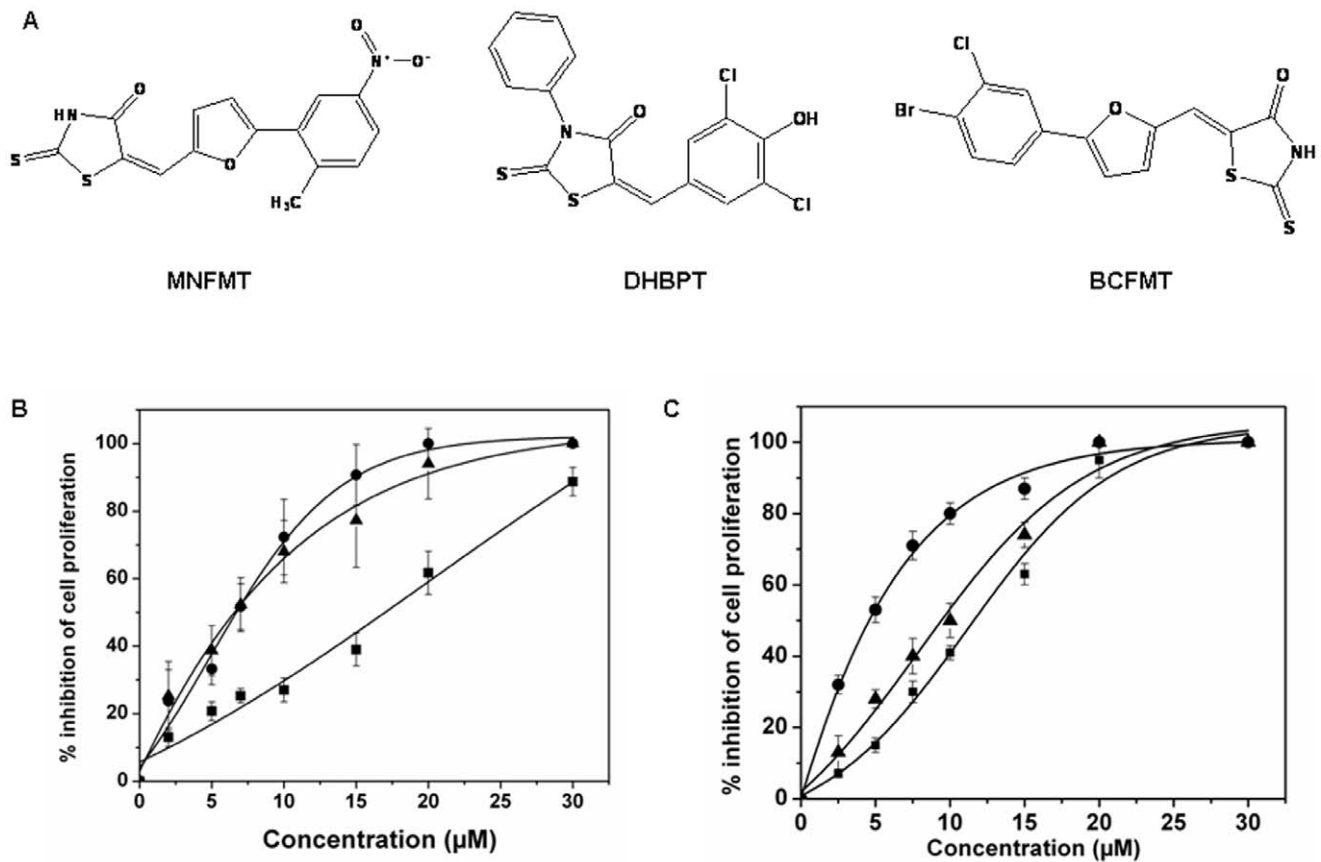 A
O
N+
O-
HN
O
S
S
O
H3C
MNFMT
Cl
OH
N
O
S
S
Cl
DHBPT
Cl
Br
O
O
NH
S
S
BCFMT
B
% inhibition of cell proliferation
100
80
60
40
20
0
0 5 10 15 20 30
Concentration (µM)
C
% inhibition of cell proliferation
100
80
60
40
20
0
0 5 10 15 20 30
Concentration (µM)